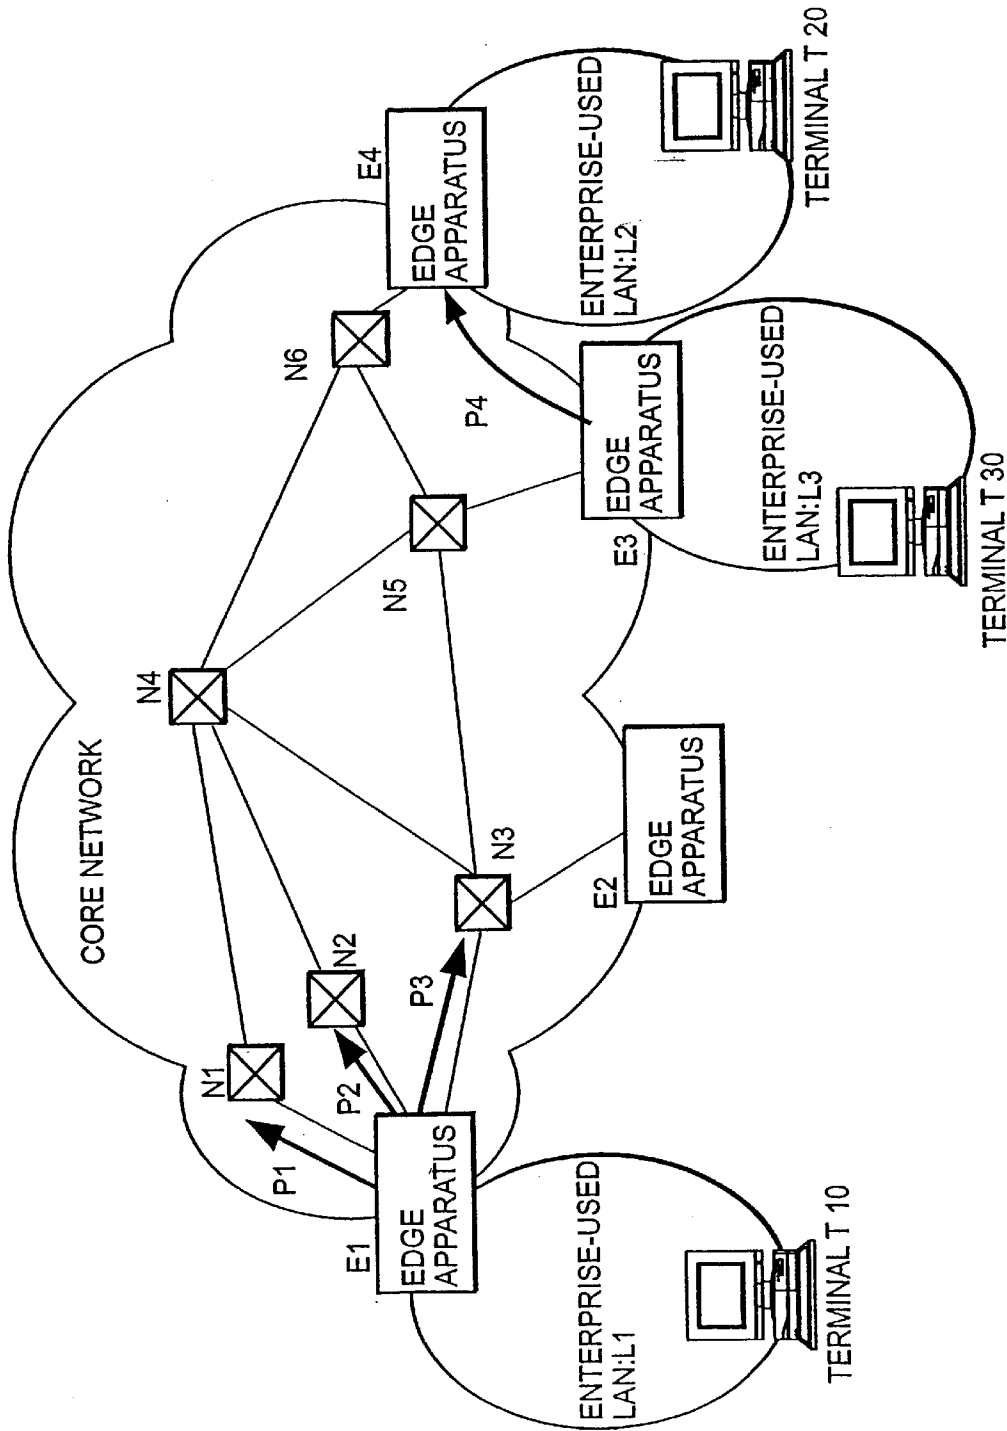 CORE NETWORK
N4
N6
E4
EDGE
APPARATUS
N1
N2
N5
P1
P2
P3
N3
P4
E1
EDGE
APPARATUS
E2
EDGE
APPARATUS
E3
EDGE
APPARATUS
ENTERPRISE-USED
LAN:L1
TERMINAL T 10
ENTERPRISE-USED
LAN:L3
TERMINAL T 30
ENTERPRISE-USED
LAN:L2
TERMINAL T 20